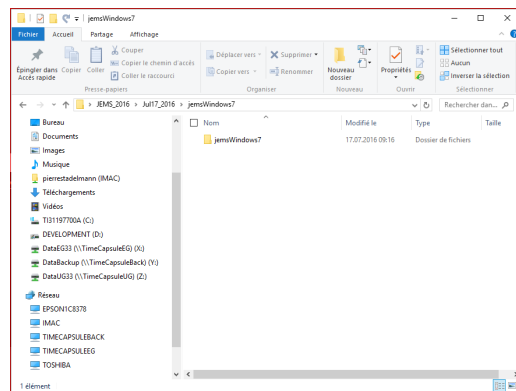 jemsWindows7
Fichier Accueil Partage Affichage
Épingler dans Accès rapide
Copier
Coller
Couper
Copier le chemin d'accès
Coller le raccourci
Presse-papiers
Déplacer vers
Copier vers
Supprimer
Renommer
Organiser
Nouveau dossier
Nouveau
Propriétés
Ouvrir
Sélectionner tout
Aucun
Inverser la sélection
Sélectionner
JEMS_2016 > Jul17_2016 > jemsWindows7
Rechercher dan...
Nom Modifié le Type Taille
jemsWindows7 17.07.2016 09:16 Dossier de fichiers
Bureau
Documents
Images
Musique
pierrestadelmann (IMAC)
Téléchargements
Vidéos
TI31197700A (C:)
DEVELOPMENT (D:)
DataEG33 (\\TimeCapsuleEG) (X:)
DataBackup (\\TimeCapsuleBack) (Y:)
DataUG33 (\\TimeCapsuleUG) (Z:)
Réseau
EPSON1C8378
IMAC
TIMECAPSULEBACK
TIMECAPSULEEG
TOSHIBA
1 élément